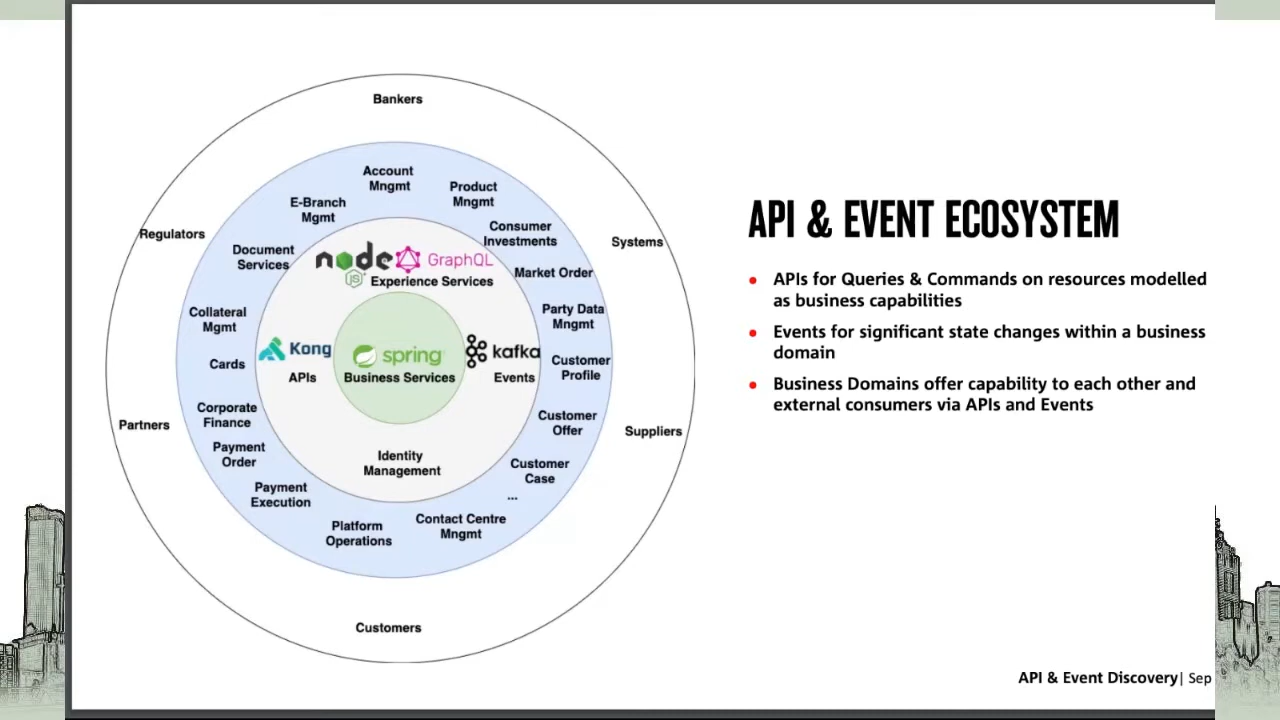 Bankers
Account
Mngmt
Product
Mngmt
E-Branch
Mgmt
Consumer
Investments
Regulators
Systems
Document
Services
node
JS
GraphQL
Experience Services
Market Order
Collateral
Mgmt
Party Data
Mngmt
Kong
APIs
spring
Business Services
kafka
Events
Cards
Customer
Profile
Corporate
Finance
Customer
Offer
Partners
Suppliers
Payment
Order
Identity
Management
Customer
Case
...
Payment
Execution
Platform
Operations
Contact Centre
Mngmt
Customers
API & EVENT ECOSYSTEM
• APIs for Queries & Commands on resources modelled
as business capabilities
• Events for significant state changes within a business
domain
• Business Domains offer capability to each other and
external consumers via APIs and Events
API & Event Discovery| Sep